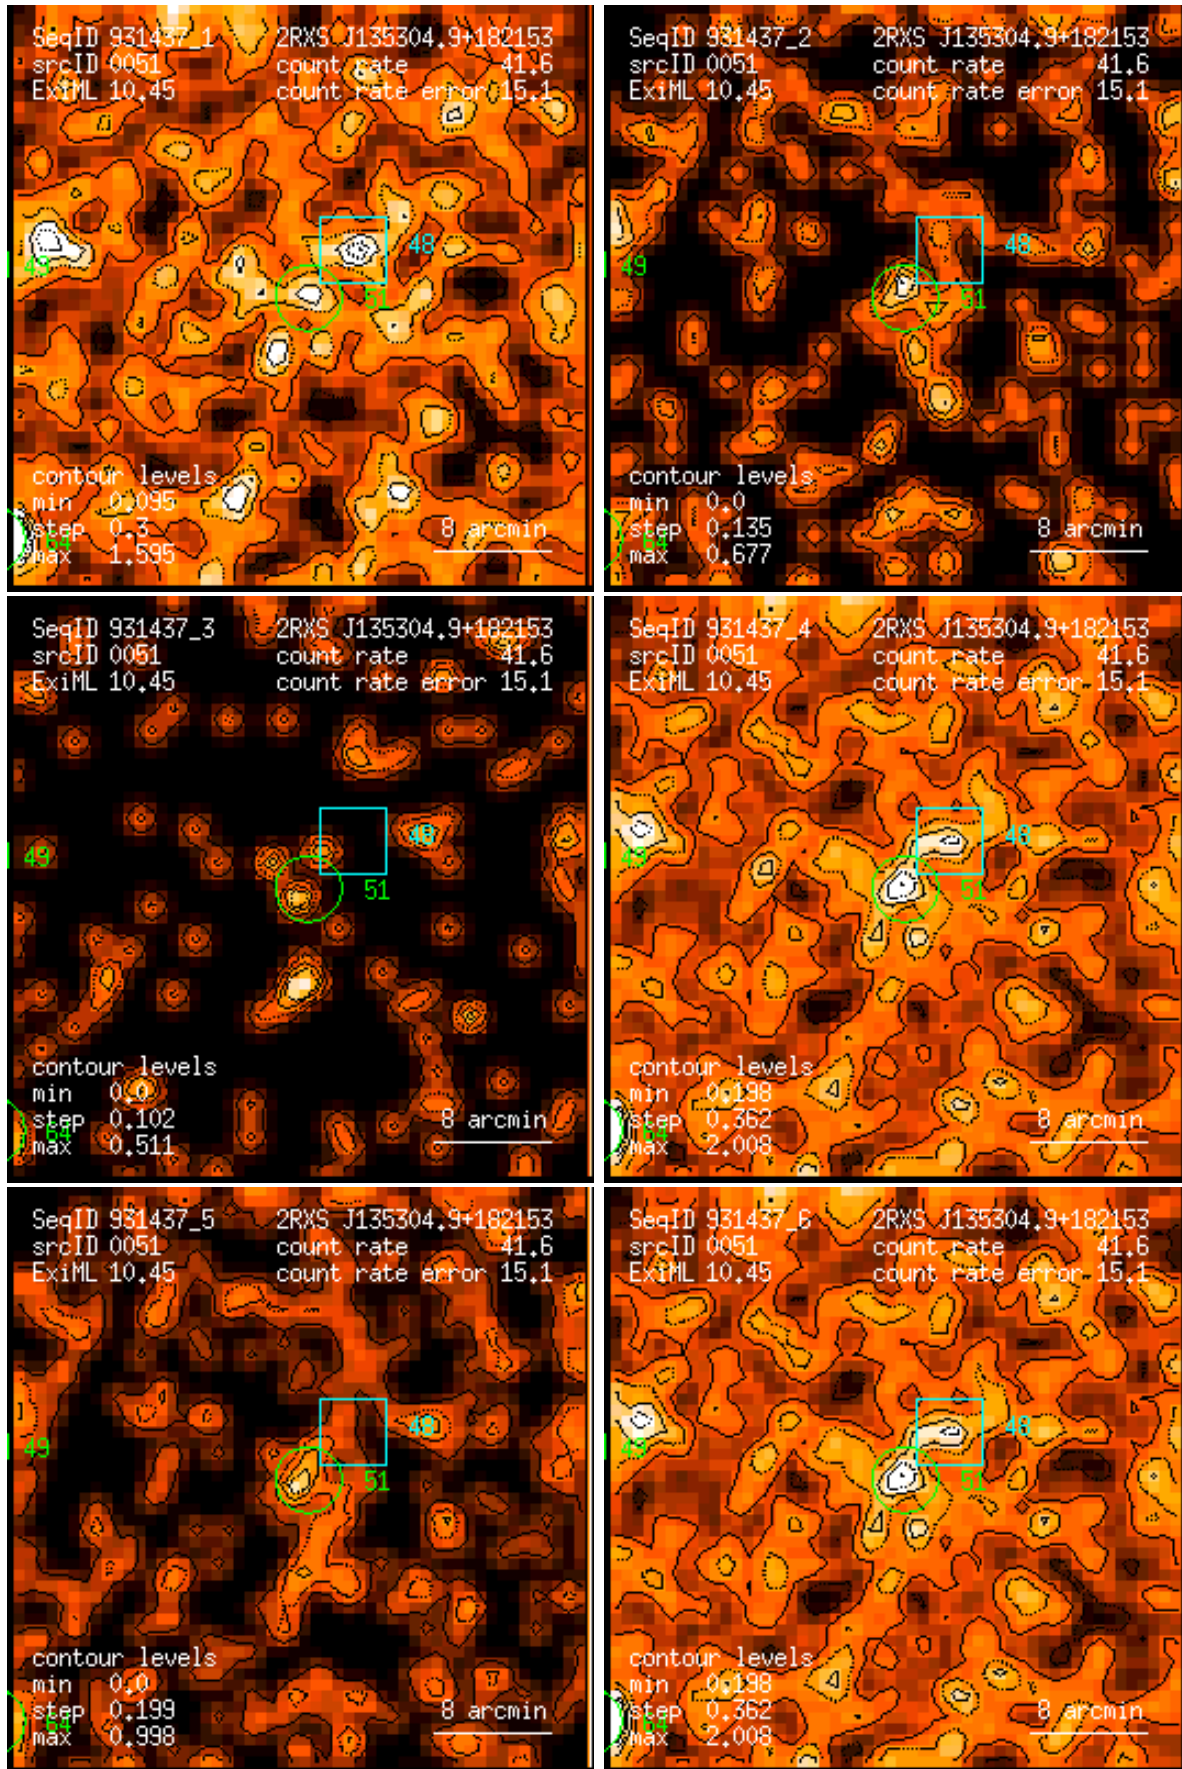 SeqID 931437_1 2RXS J135304.9+182153
srcID 0051 count rate 41.6
ExiML 10.45 count rate error 15.1
48
49
51
contour levels
min 0.095
step 0.3 8 arcmin
64
max 1.595
SeqID 931437_2 2RXS J135304.9+182153
srcID 0051 count rate 41.6
ExiML 10.45 count rate error 15.1
48
49
51
contour levels
min 0.0
step 0.135 8 arcmin
64
max 0.677
SeqID 931437_3 2RXS J135304.9+182153
srcID 0051 count rate 41.6
ExiML 10.45 count rate error 15.1
48
49
51
contour levels
min 0.0
step 0.102 8 arcmin
64
max 0.511
SeqID 931437_4 2RXS J135304.9+182153
srcID 0051 count rate 41.6
ExiML 10.45 count rate error 15.1
48
49
51
contour levels
min 0.198
step 0.362 8 arcmin
64
max 2.008
SeqID 931437_5 2RXS J135304.9+182153
srcID 0051 count rate 41.6
ExiML 10.45 count rate error 15.1
48
49
51
contour levels
min 0.0
step 0.199 8 arcmin
64
max 0.998
SeqID 931437_6 2RXS J135304.9+182153
srcID 0051 count rate 41.6
ExiML 10.45 count rate error 15.1
48
49
51
contour levels
min 0.198
step 0.362 8 arcmin
64
max 2.008